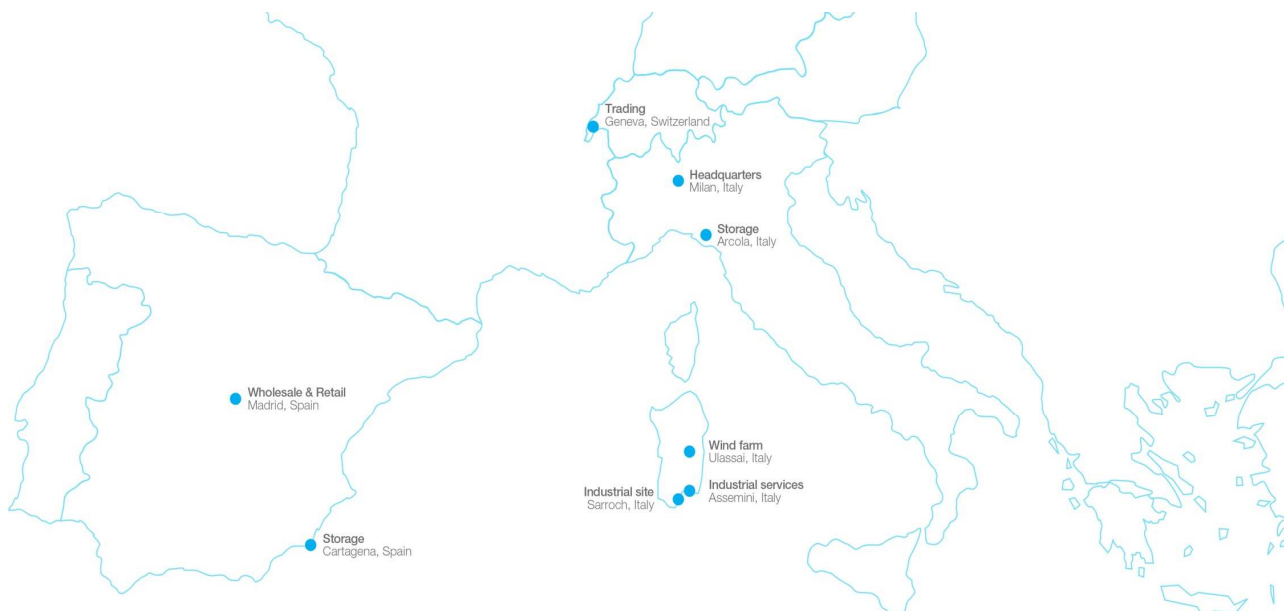 Trading
Geneva, Switzerland
Headquarters
Milan, Italy
Storage
Arcola, Italy
Wholesale & Retail
Madrid, Spain
Wind farm
Ulassai, Italy
Industrial site
Sarroch, Italy
Industrial services
Assemini, Italy
Storage
Cartagena, Spain